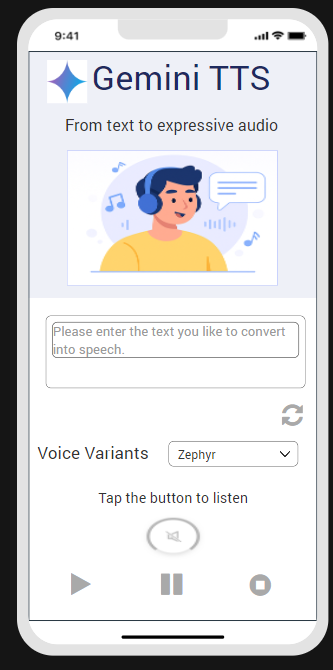 9:41
Gemini TTS
From text to expressive audio
Please enter the text you like to convert
into speech.
Voice Variants Zephyr
Tap the button to listen